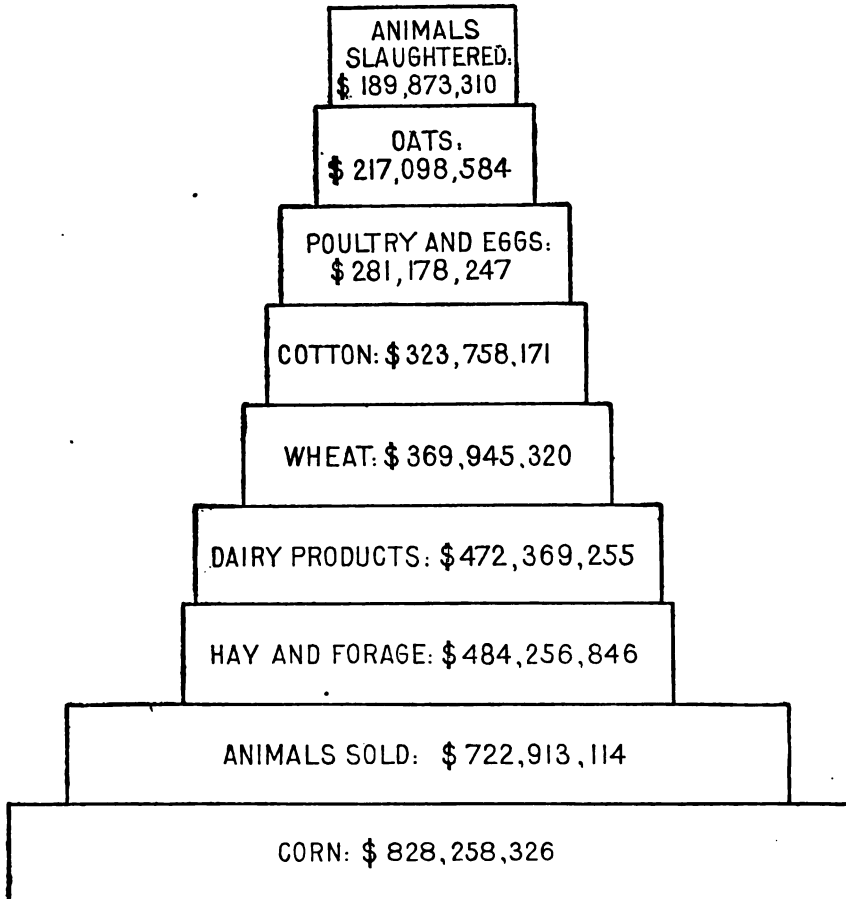 ANIMALS
SLAUGHTERED:
$ 189,873,310
OATS:
$ 217,098,584
POULTRY AND EGGS:
$ 281,178,247
COTTON: $ 323,758,171
WHEAT: $ 369,945,320
DAIRY PRODUCTS: $472,369,255
HAY AND FORAGE: $484,256,846
ANIMALS SOLD: $722,913,114
CORN: $ 828,258,326